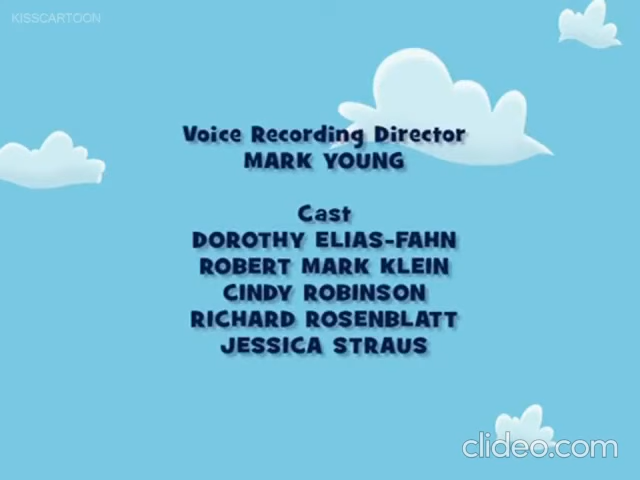 KISSCARTOON
Voice Recording Director
MARK YOUNG
Cast
DOROTHY ELIAS-FAHN
ROBERT MARK KLEIN
CINDY ROBINSON
RICHARD ROSENBLATT
JESSICA STRAUS
clideo.com